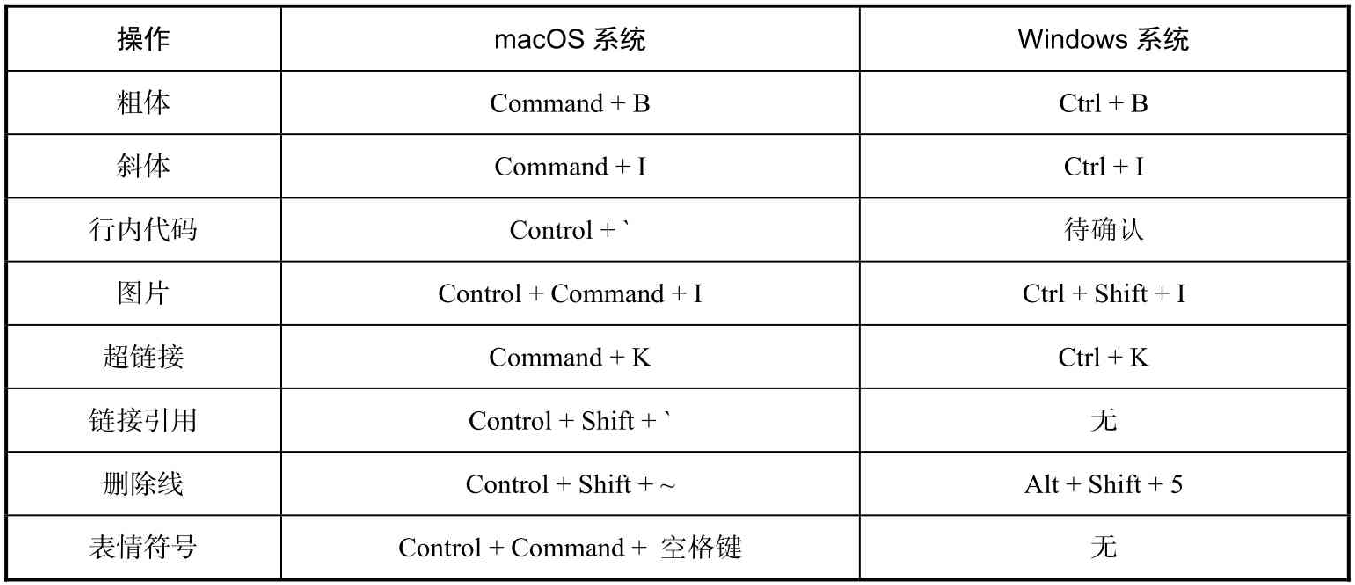 操作 macOS 系统 Windows 系统
粗体 Command + B Ctrl + B
斜体 Command + I Ctrl + I
行内代码 Control + ` 待确认
图片 Control + Command + I Ctrl + Shift + I
超链接 Command + K Ctrl + K
链接引用 Control + Shift + ` 无
删除线 Control + Shift + ~ Alt + Shift + 5
表情符号 Control + Command + 空格键 无